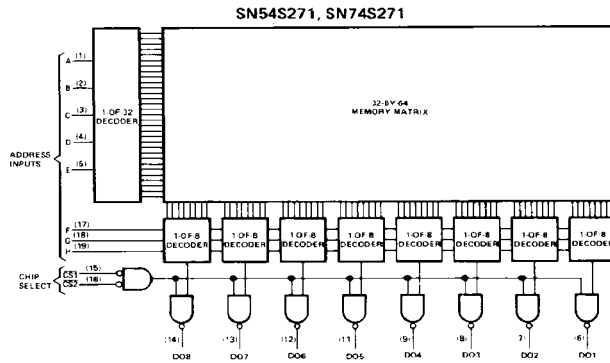 SN54S271, SN74S271
A (1)
B (2)
C (3)
D (4)
E (5)
ADDRESS
INPUTS
1-OF 32
DECODER
32-BY-64
MEMORY MATRIX
F (17)
G (18)
H (19)
1-OF-8
DECODER
1-OF-8
DECODER
1-OF-8
DECODER
1-OF-8
DECODER
1-OF-8
DECODER
1-OF-8
DECODER
1-OF-8
DECODER
1-OF-8
DECODER
CHIP
SELECT
CS1 (15)
CS2 (16)
(14) (13) (12) (11 (9) (8) 7) (6)
DO8 DO7 DO6 DO5 DO4 DO3 DO2 DO1